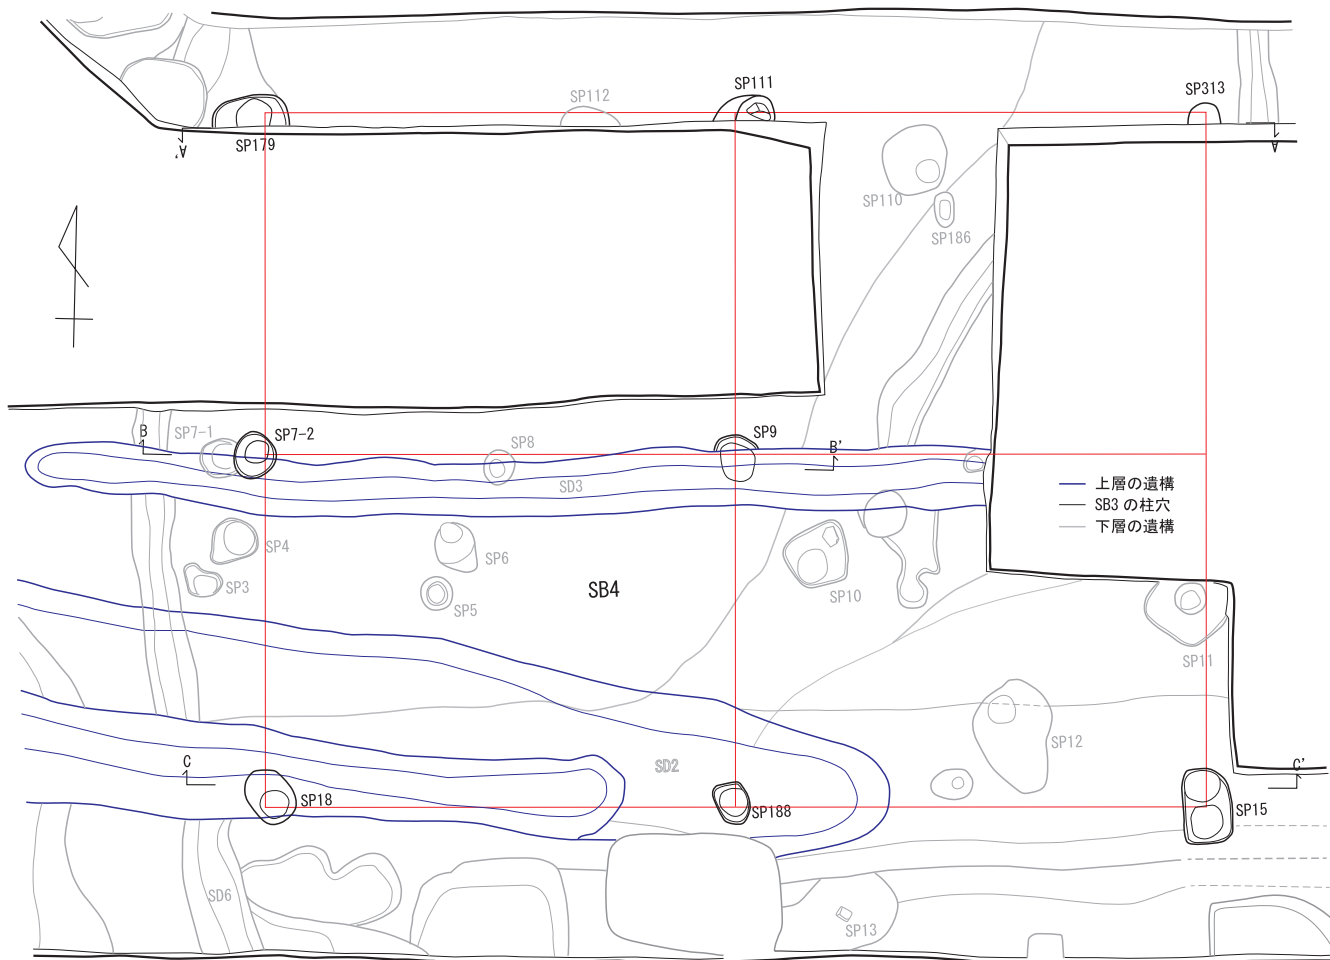 SP111
SP313
SP112
SP179
A'
A
SP110
SP186
B
SP7-1
SP7-2
SP8
SP9
B'
SD3
上層の遺構
SB3 の柱穴
下層の遺構
SP4
SP6
SP3
SP5
SB4
SP10
SP11
SP12
C
SD2
C'
SP18
SP188
SP15
SD6
SP13